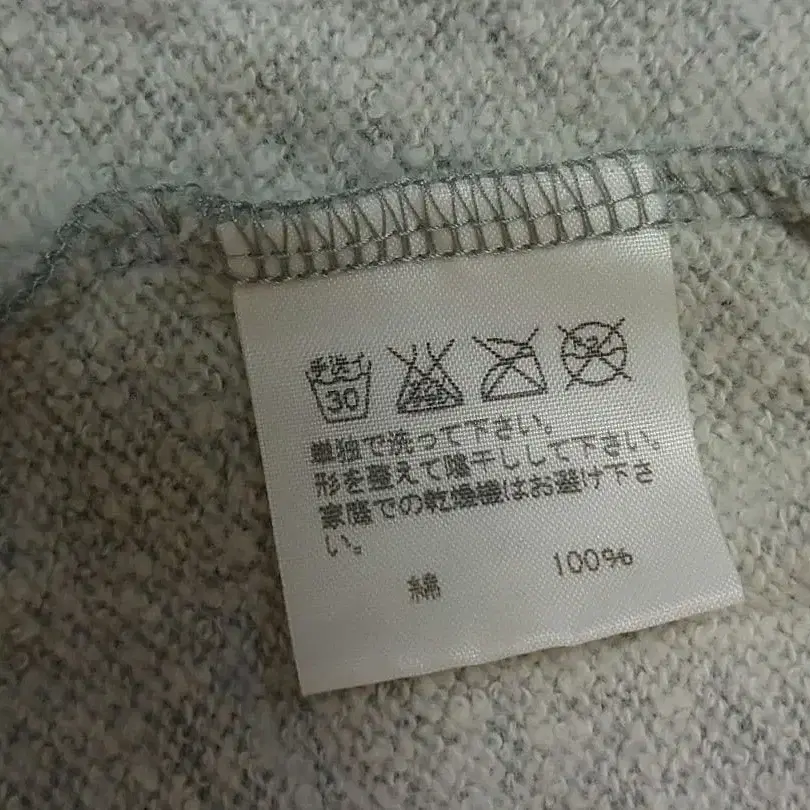 手洗イ
30
単独で洗って下さい。
形を整えて陰干しして下さい。
家庭での乾燥機はお避け下さ
い。
綿 100%